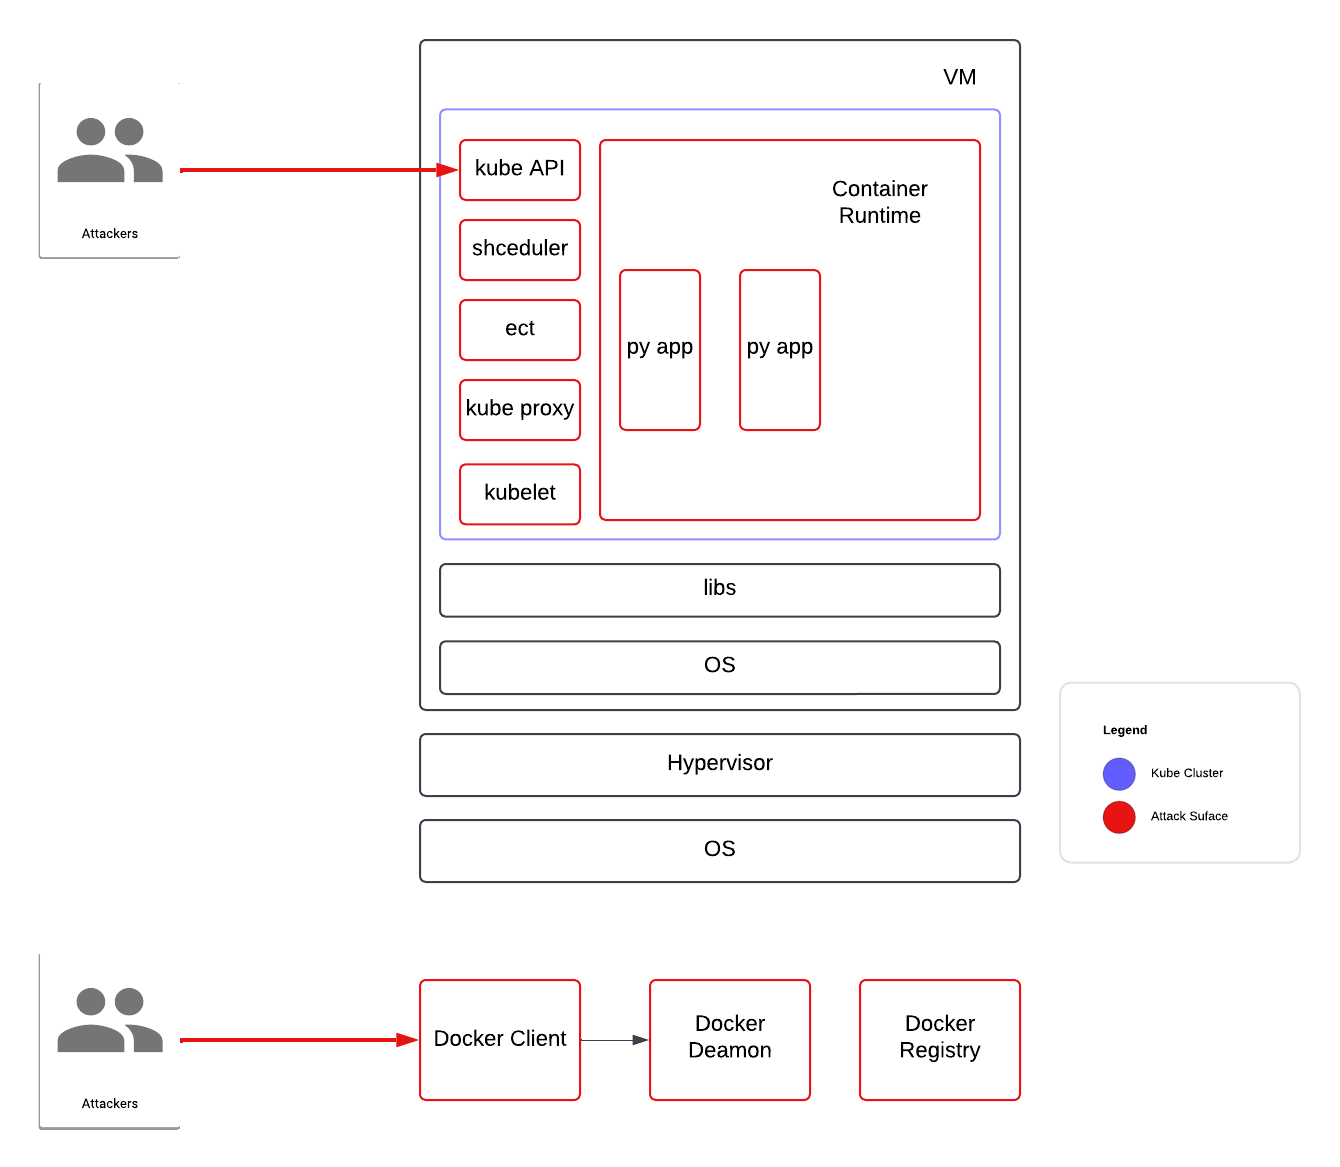 VM
Attackers
kube API
shceduler
ect
kube proxy
kubelet
Container
Runtime
py app
py app
libs
OS
Hypervisor
OS
Legend
Kube Cluster
Attack Suface
Attackers
Docker Client
Docker
Deamon
Docker
Registry